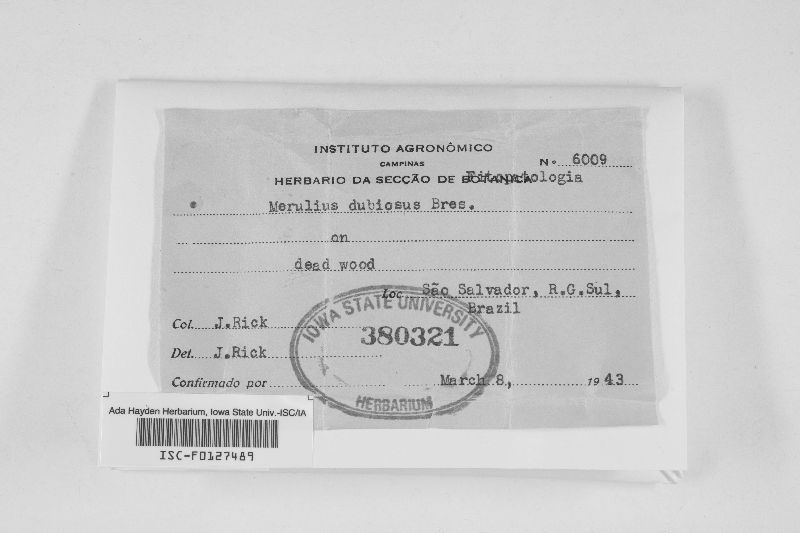 INSTITUTO AGRONÔMICO
CAMPINAS
Nº 6009
HERBARIO DA SECÇÃO DE BOTANICA Fitopatologia
Merulius dubiosus Bres.
on
dead wood
Loc São Salvador, R.G.Sul,
Brazil
IOWA STATE UNIVERSITY
380321
HERBARIUM
Col. J.Rick
Det. J.Rick
Confirmado por March 8, 1943
Ada Hayden Herbarium, Iowa State Univ.-ISC/IA
ISC-F0127489